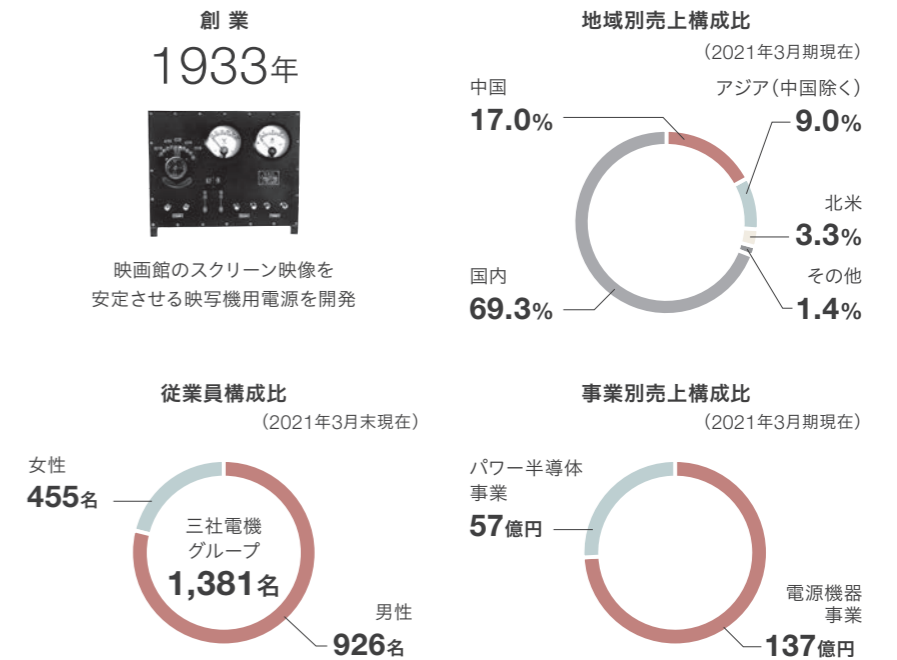 創 業
1933年
映画館のスクリーン映像を
安定させる映写機用電源を開発
地域別売上構成比
（2021年3月期現在）
中国
17.0%
アジア（中国除く）
9.0%
北米
3.3%
国内
69.3%
その他
1.4%
従業員構成比
（2021年3月末現在）
女性
455名
三社電機
グループ
1,381名
男性
926名
事業別売上構成比
（2021年3月期現在）
パワー半導体
事業
57億円
電源機器
事業
137億円